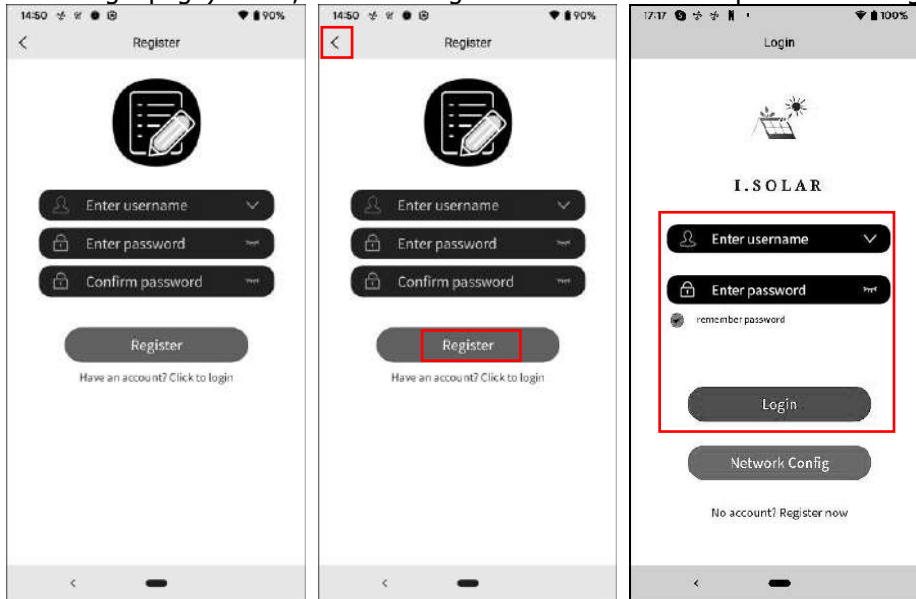 14:50
90%
Register
Enter username
Enter password
Confirm password
Register
Have an account? Click to login
14:50
90%
Register
Enter username
Enter password
Confirm password
Register
Have an account? Click to login
17:17
100%
Login
I.SOLAR
Enter username
Enter password
remember password
Login
Network Config
No account? Register now